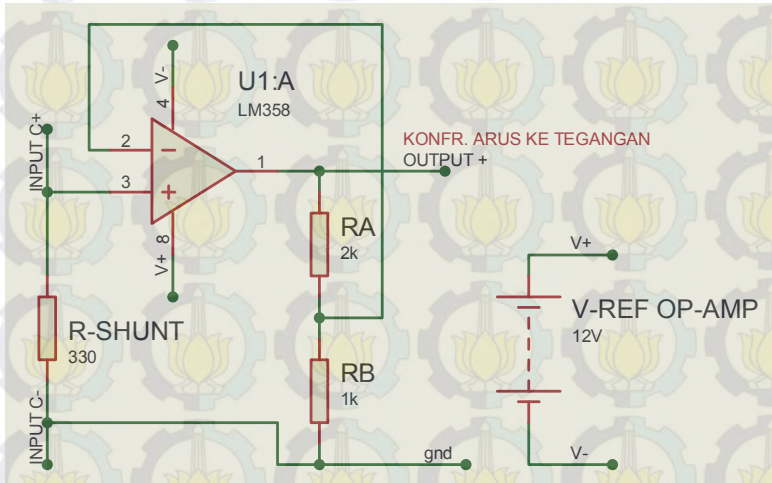 V-
4
U1:A
LM358
2
3
1
8
V+
INPUT C+
KONFR. ARUS KE TEGANGAN
OUTPUT +
RA
2k
R-SHUNT
330
RB
1k
INPUT C-
gnd
V+
V-REF OP-AMP
12V
V-